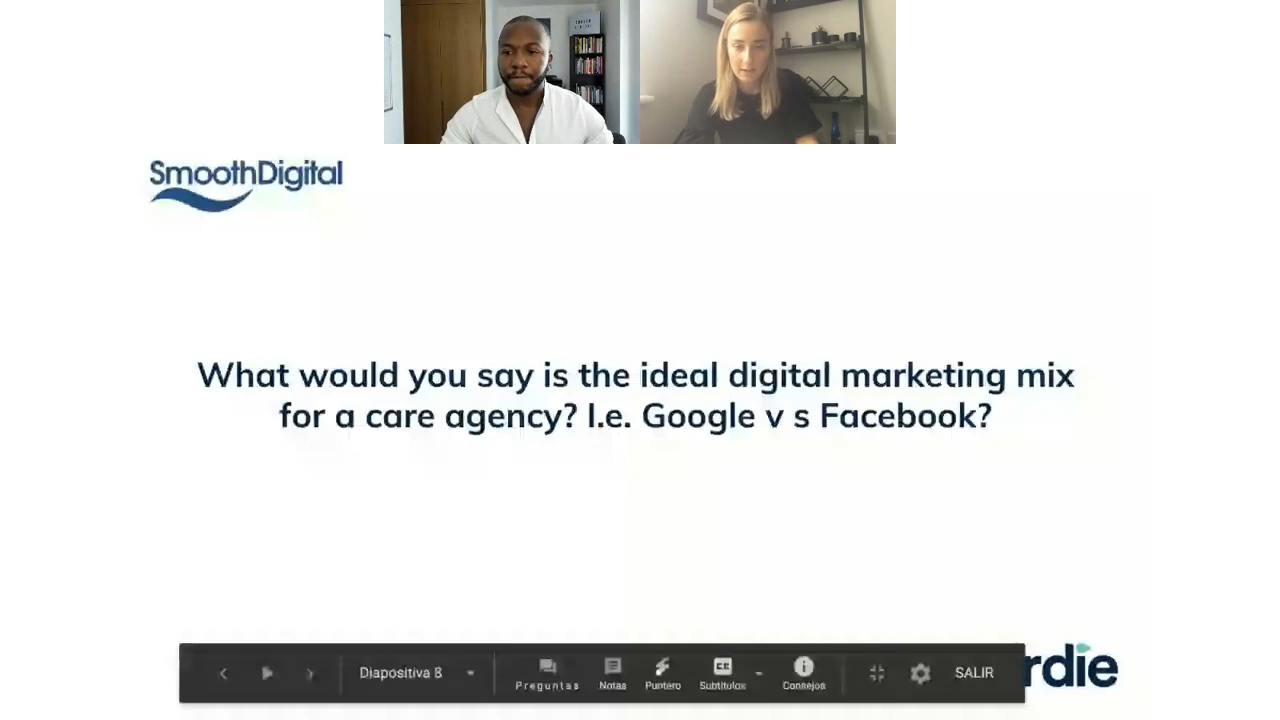 SmoothDigital
What would you say is the ideal digital marketing mix
for a care agency? I.e. Google v s Facebook?
Diapositiva 8
Preguntas
Notas
Puntero
Subtítulos
Consejos
SALIR
rdie